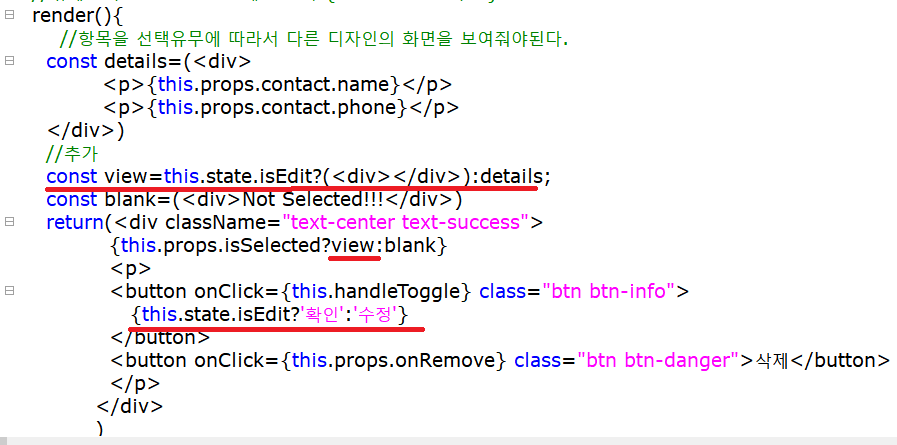 render(){
//항목을 선택유무에 따라서 다른 디자인의 화면을 보여줘야된다.
const details=(<div>
<p>{this.props.contact.name}</p>
<p>{this.props.contact.phone}</p>
</div>)
//추가
const view=this.state.isEdit?(<div></div>):details;
const blank=(<div>Not Selected!!!</div>)
return(<div className="text-center text-success">
{this.props.isSelected?view:blank}
<p>
<button onClick={this.handleToggle} class="btn btn-info">
{this.state.isEdit?'확인':'수정'}
</button>
<button onClick={this.props.onRemove} class="btn btn-danger">삭제</button>
</p>
</div>
)